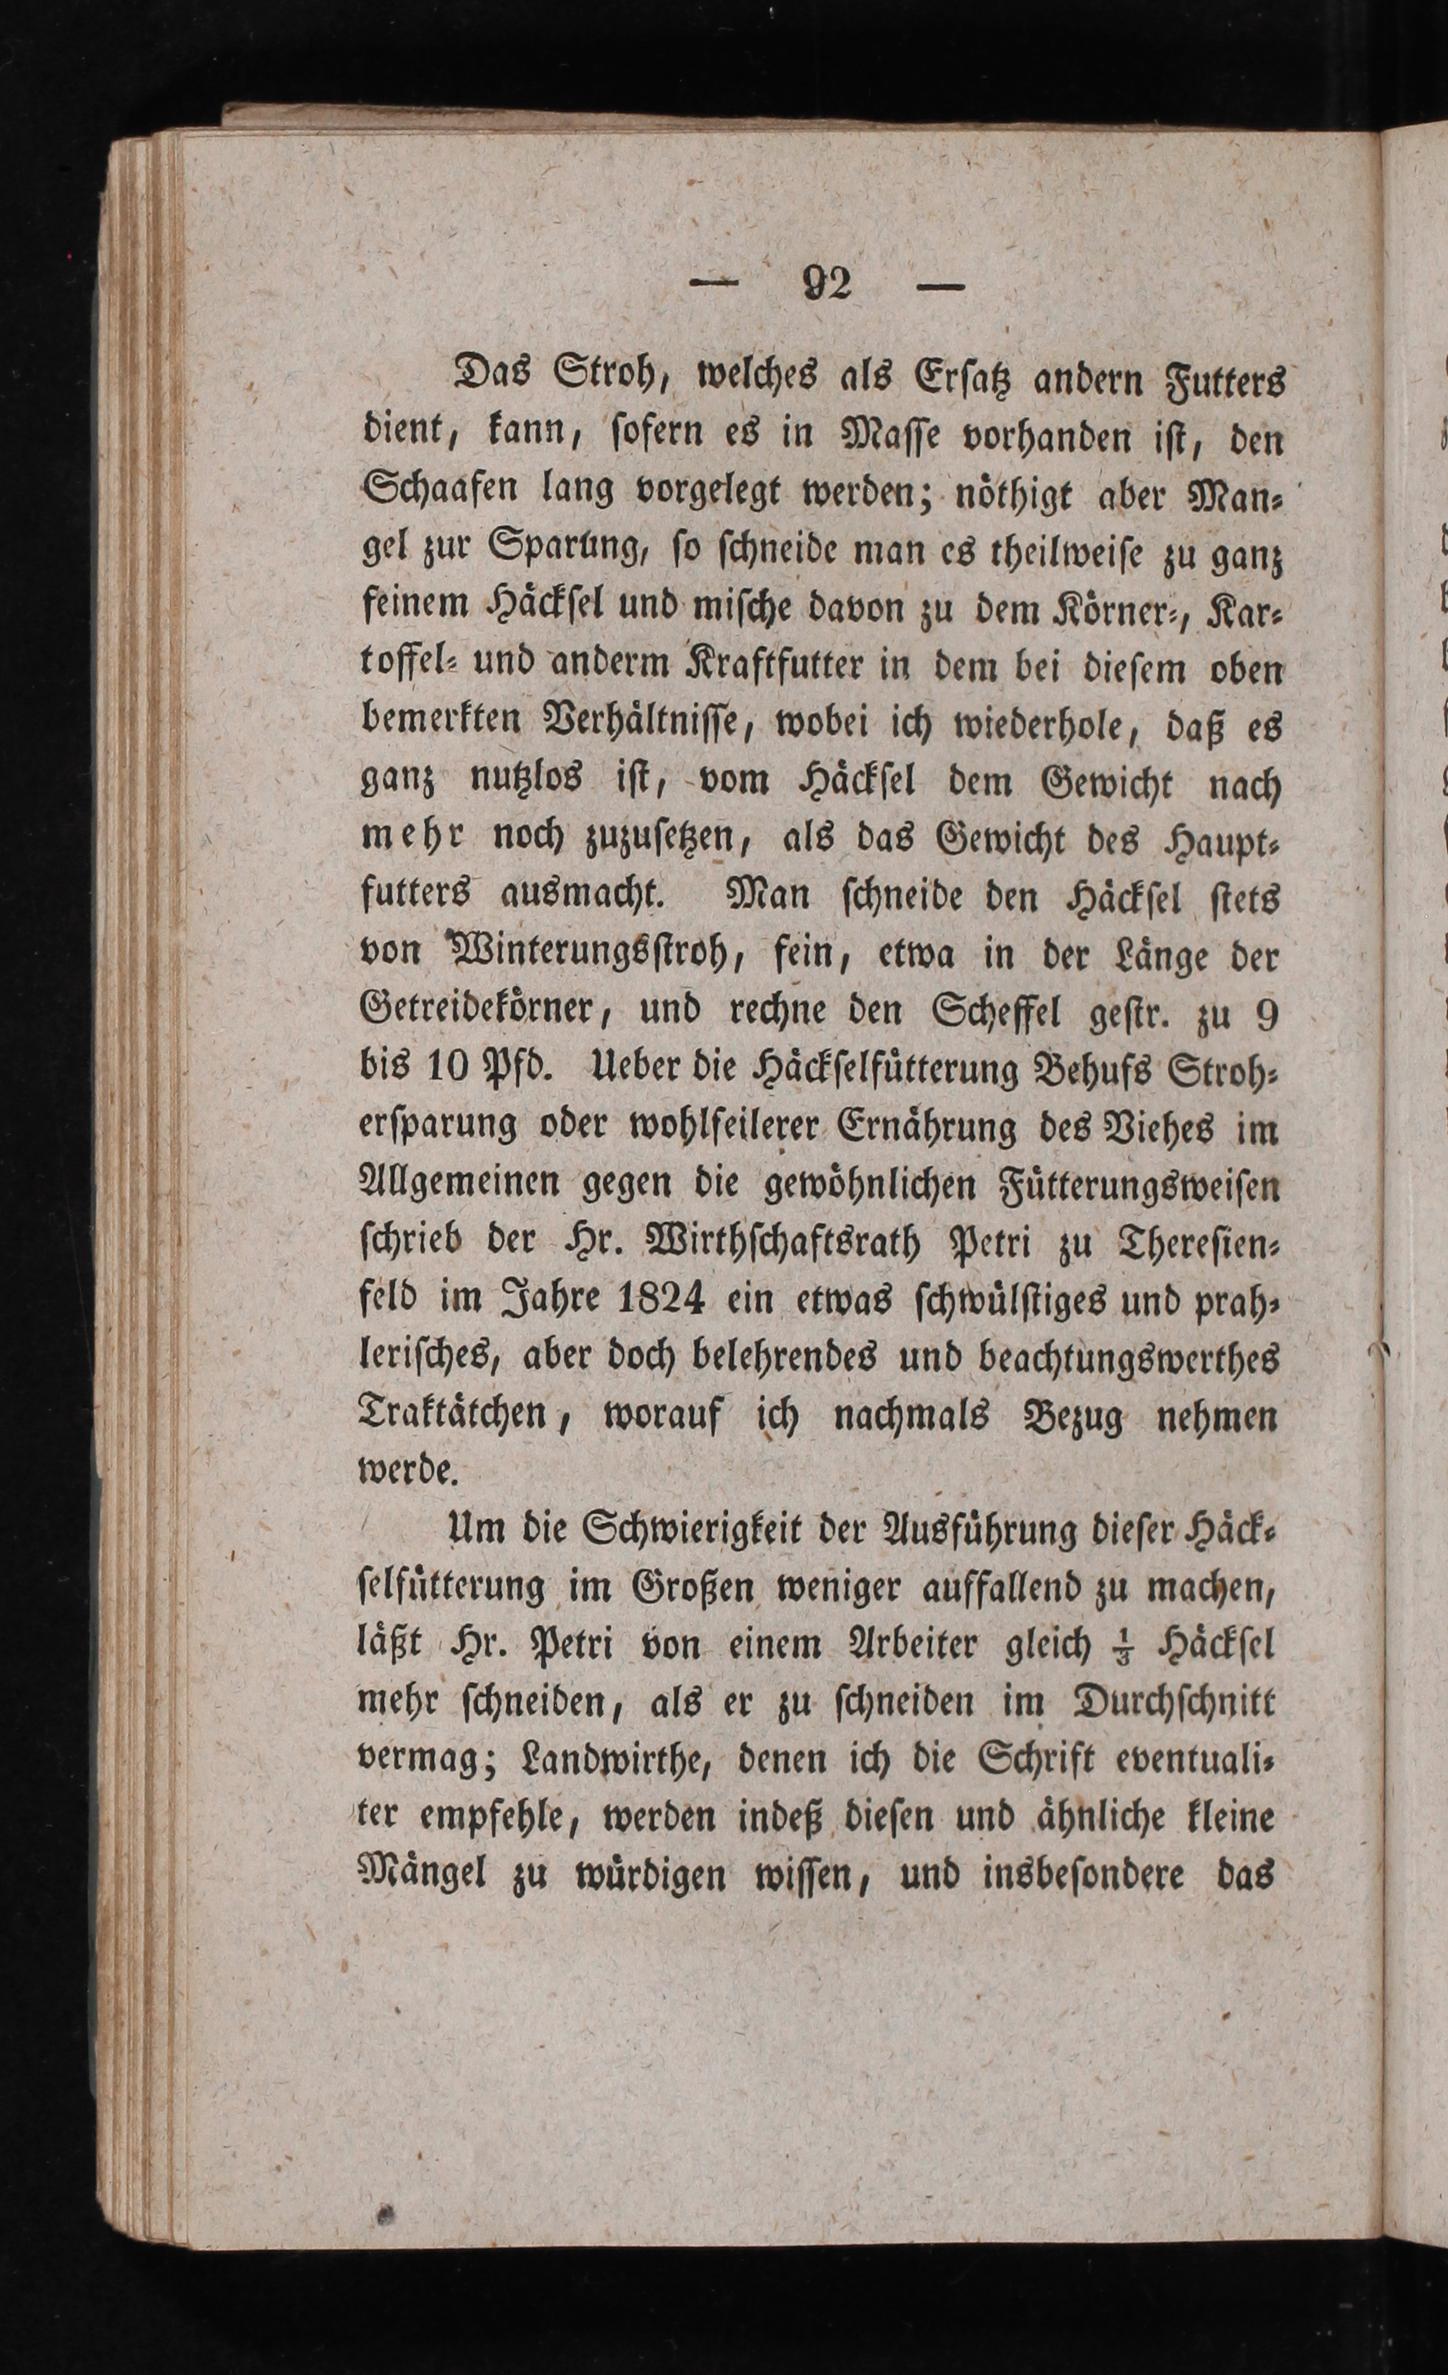 — 92 —
Das Stroh, welches als Ersatz andern Futters
dient, kann, sofern es in Masse vorhanden ist, den
Schaafen lang vorgelegt werden; nöthigt aber Man⸗
gel zur Sparung, so schneide man es theilweise zu ganz
feinem Häcksel und mische davon zu dem Körner⸗, Kar⸗
toffel⸗ und anderm Kraftfutter in dem bei diesem oben
bemerkten Verhältnisse, wobei ich wiederhole, daß es
ganz nutzlos ist, vom Häcksel dem Gewicht nach
mehr noch zuzusetzen, als das Gewicht des Haupt⸗
futters ausmacht. Man schneide den Häcksel stets
von Winterungsstroh, fein, etwa in der Länge der
Getreidekörner, und rechne den Scheffel gestr. zu 9
bis 10 Pfd. Ueber die Häckselfütterung Behufs Stroh⸗
ersparung oder wohlfeilerer Ernährung des Viehes im
Allgemeinen gegen die gewöhnlichen Fütterungsweisen
schrieb der Hr. Wirthschaftsrath Petri zu Theresien⸗
feld im Jahre 1824 ein etwas schwülstiges und prah⸗
lerisches, aber doch belehrendes und beachtungswerthes
Traktätchen, worauf ich nachmals Bezug nehmen
werde.
Um die Schwierigkeit der Ausführung dieser Häck⸗
selfütterung im Großen weniger auffallend zu machen,
läßt Hr. Petri von einem Arbeiter gleich ⅓ Häcksel
mehr schneiden, als er zu schneiden im Durchschnitt
vermag; Landwirthe, denen ich die Schrift eventuali⸗
ter empfehle, werden indeß diesen und ähnliche kleine
Mängel zu würdigen wissen, und insbesondere das